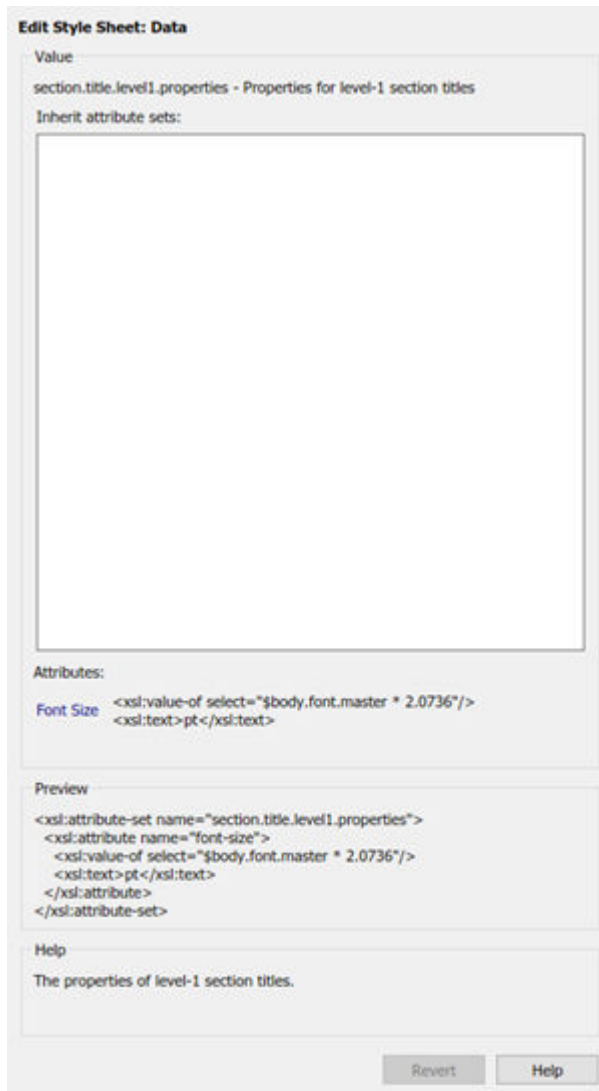 Edit Style Sheet: Data
Value
section.title.level1.properties - Properties for level-1 section titles
Inherit attribute sets:
Attributes:
Font Size
<xsl:value-of select="$body.font.master * 2.0736"/>
<xsl:text>pt</xsl:text>
Preview
<xsl:attribute-set name="section.title.level1.properties">
<xsl:attribute name="font-size">
<xsl:value-of select="$body.font.master * 2.0736"/>
<xsl:text>pt</xsl:text>
</xsl:attribute>
</xsl:attribute-set>
Help
The properties of level-1 section titles.
Revert
Help